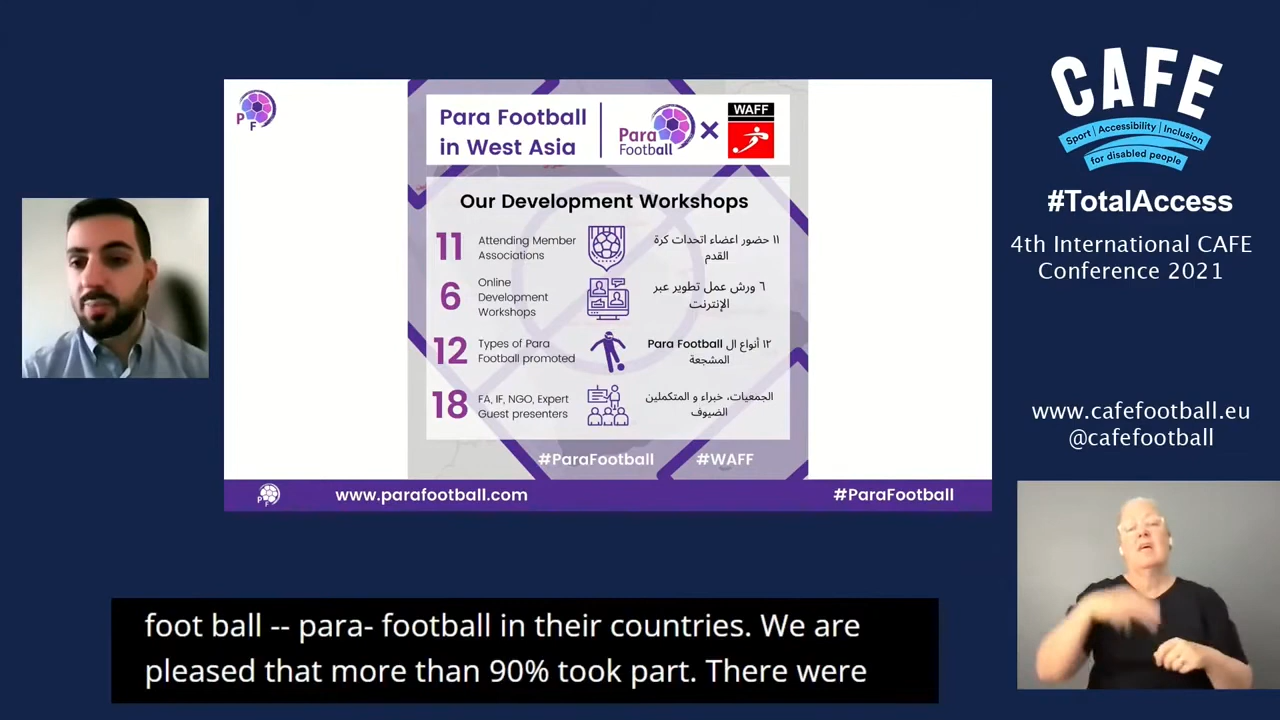 P
F
Para Football
in West Asia
Para
Football
WAFF
Our Development Workshops
11
Attending Member
Associations
١١ حضور اعضاء اتحدات كرة
القدم
6
Online
Development
Workshops
٦ ورش عمل تطوير عبر
الإنترنت
12
Types of Para
Football promoted
١٢ أنواع ال Para Football
المشجعة
18
FA, IF, NGO, Expert
Guest presenters
الجمعيات، خبراء و المتكلمين
الضيوف
#ParaFootball
#WAFF
P F
www.parafootball.com
#ParaFootball
CAFE
Sport | Accessibility | Inclusion
for disabled people
#TotalAccess
4th International CAFE
Conference 2021
www.cafefootball.eu
@cafefootball
foot ball -- para- football in their countries. We are
pleased that more than 90% took part. There were